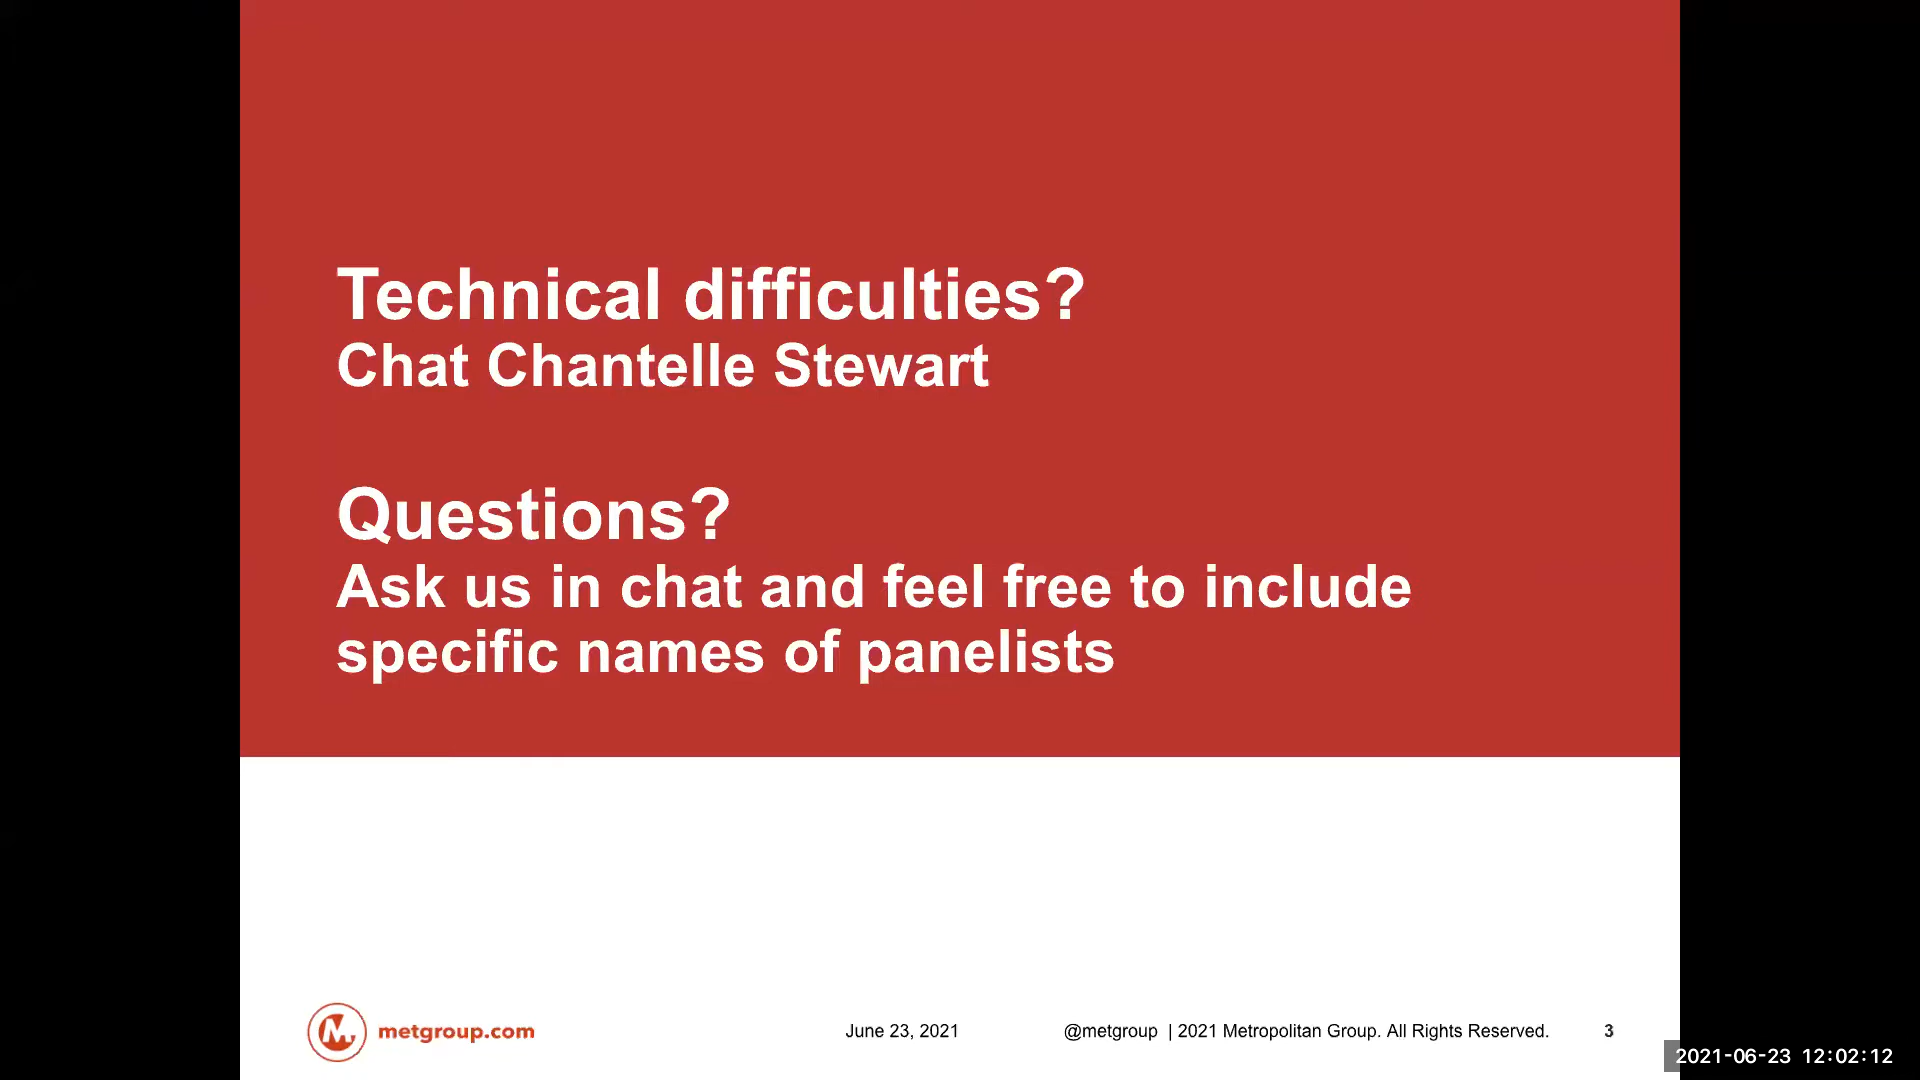 Technical difficulties?
Chat Chantelle Stewart
Questions?
Ask us in chat and feel free to include
specific names of panelists
M.
metgroup.com
June 23, 2021
@metgroup | 2021 Metropolitan Group. All Rights Reserved.
3
2021-06-23 12:02:12